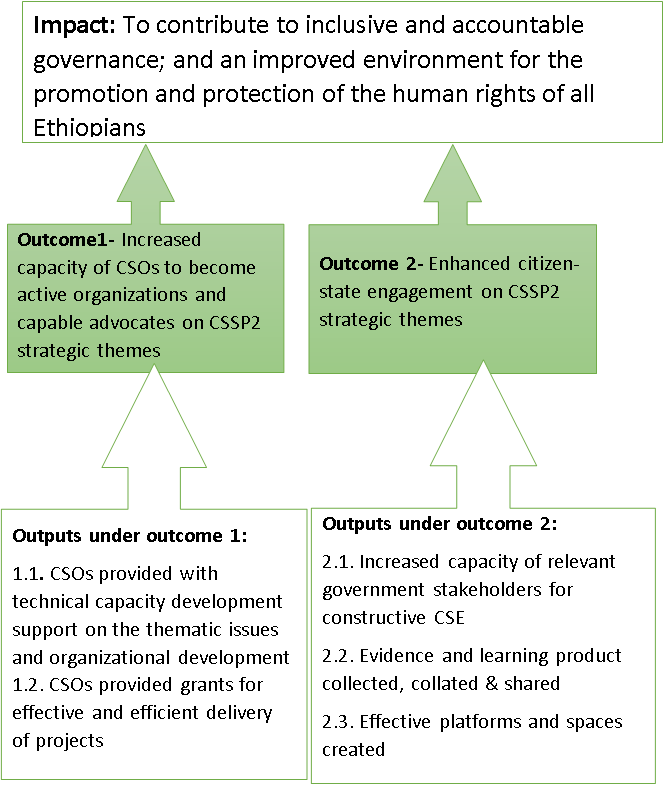 Impact: To contribute to inclusive and accountable
governance; and an improved environment for the
promotion and protection of the human rights of all
Ethiopians
Outcome1- Increased
capacity of CSOs to become
active organizations and
capable advocates on CSSP2
strategic themes
Outcome 2- Enhanced citizen-
state engagement on CSSP2
strategic themes
Outputs under outcome 1:
1.1. CSOs provided with
technical capacity development
support on the thematic issues
and organizational development
1.2. CSOs provided grants for
effective and efficient delivery
of projects
Outputs under outcome 2:
2.1. Increased capacity of relevant
government stakeholders for
constructive CSE
2.2. Evidence and learning product
collected, collated & shared
2.3. Effective platforms and spaces
created